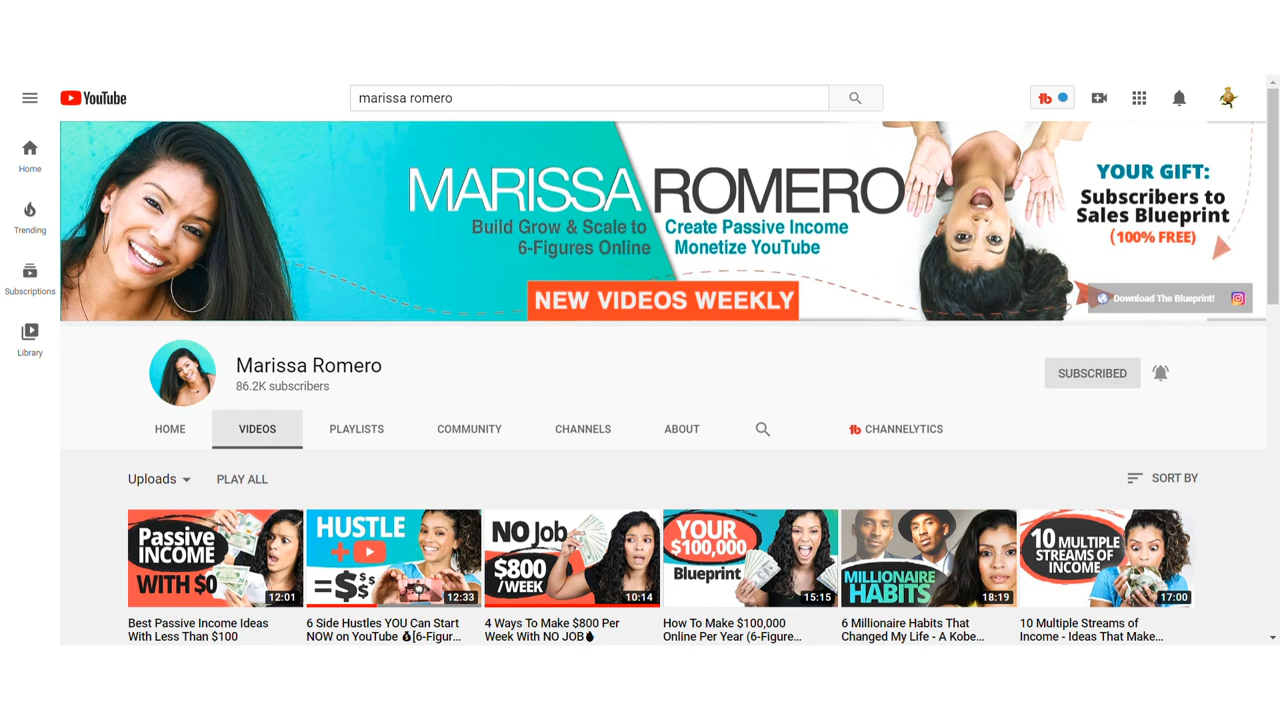 YouTube
marissa romero
Home
Trending
Subscriptions
Library
MARISSA ROMERO
Build Grow & Scale to
6-Figures Online
Create Passive Income
Monetize YouTube
NEW VIDEOS WEEKLY
YOUR GIFT:
Subscribers to
Sales Blueprint
(100% FREE)
Download The Blueprint!
Marissa Romero
86.2K subscribers
SUBSCRIBED
HOME VIDEOS PLAYLISTS COMMUNITY CHANNELS ABOUT CHANNELYTICS
Uploads PLAY ALL SORT BY
Passive
INCOME
WITH $0
12:01
HUSTLE
+
=$$$$$
12:33
NO Job
$800
/WEEK
10:14
YOUR
$100,000
Blueprint
15:15
MILLIONAIRE
HABITS
18:19
10 MULTIPLE
STREAMS OF
INCOME
17:00
Best Passive Income Ideas
With Less Than $100
6 Side Hustles YOU Can Start
NOW on YouTube 💰[6-Figur...
4 Ways To Make $800 Per
Week With NO JOB🔥
How To Make $100,000
Online Per Year (6-Figure...
6 Millionaire Habits That
Changed My Life - A Kobe...
10 Multiple Streams of
Income - Ideas That Make...